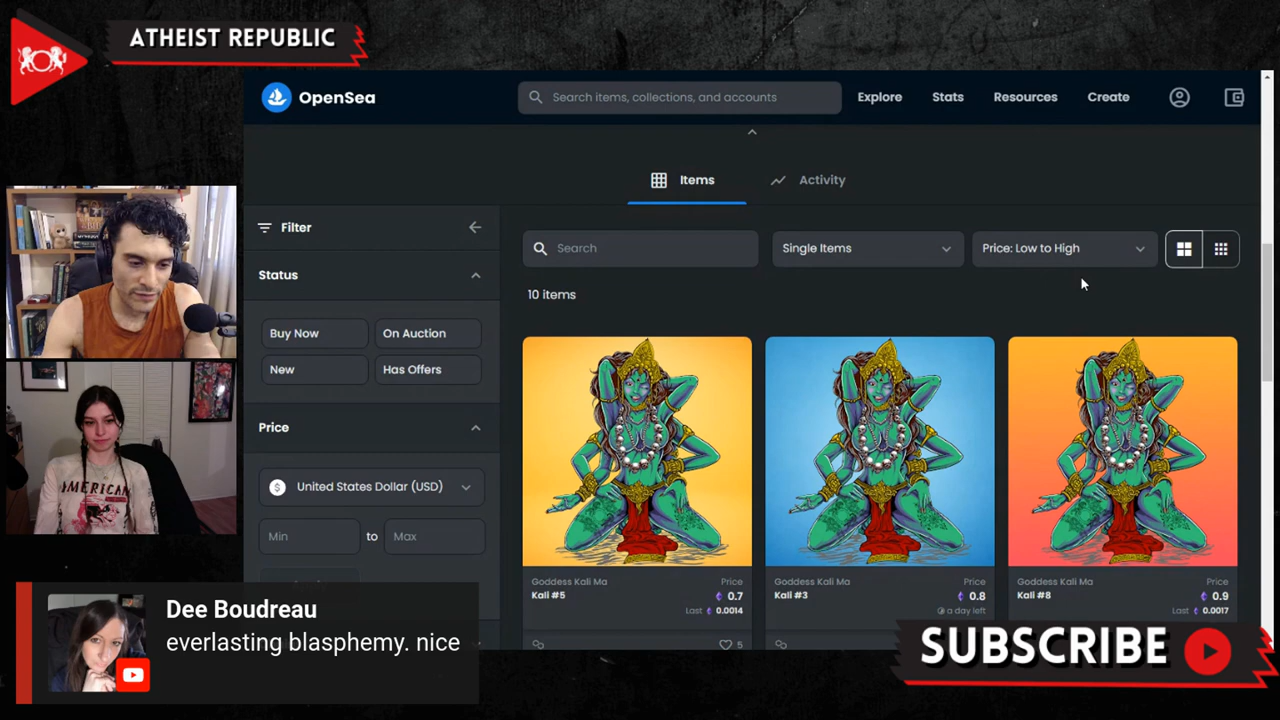 ATHEIST REPUBLIC
OpenSea
Search items, collections, and accounts
Explore
Stats
Resources
Create
Items
Activity
Filter
Search
Single Items
Price: Low to High
Status
10 items
Buy Now
On Auction
New
Has Offers
Price
United States Dollar (USD)
Min
to
Max
Goddess Kali Ma
Price
Kali #5
0.7
Last
0.0014
5
Goddess Kali Ma
Price
Kali #3
0.8
a day left
Goddess Kali Ma
Price
Kali #8
0.9
Last
0.0017
AMERICAN
Dee Boudreau
everlasting blasphemy. nice
SUBSCRIBE